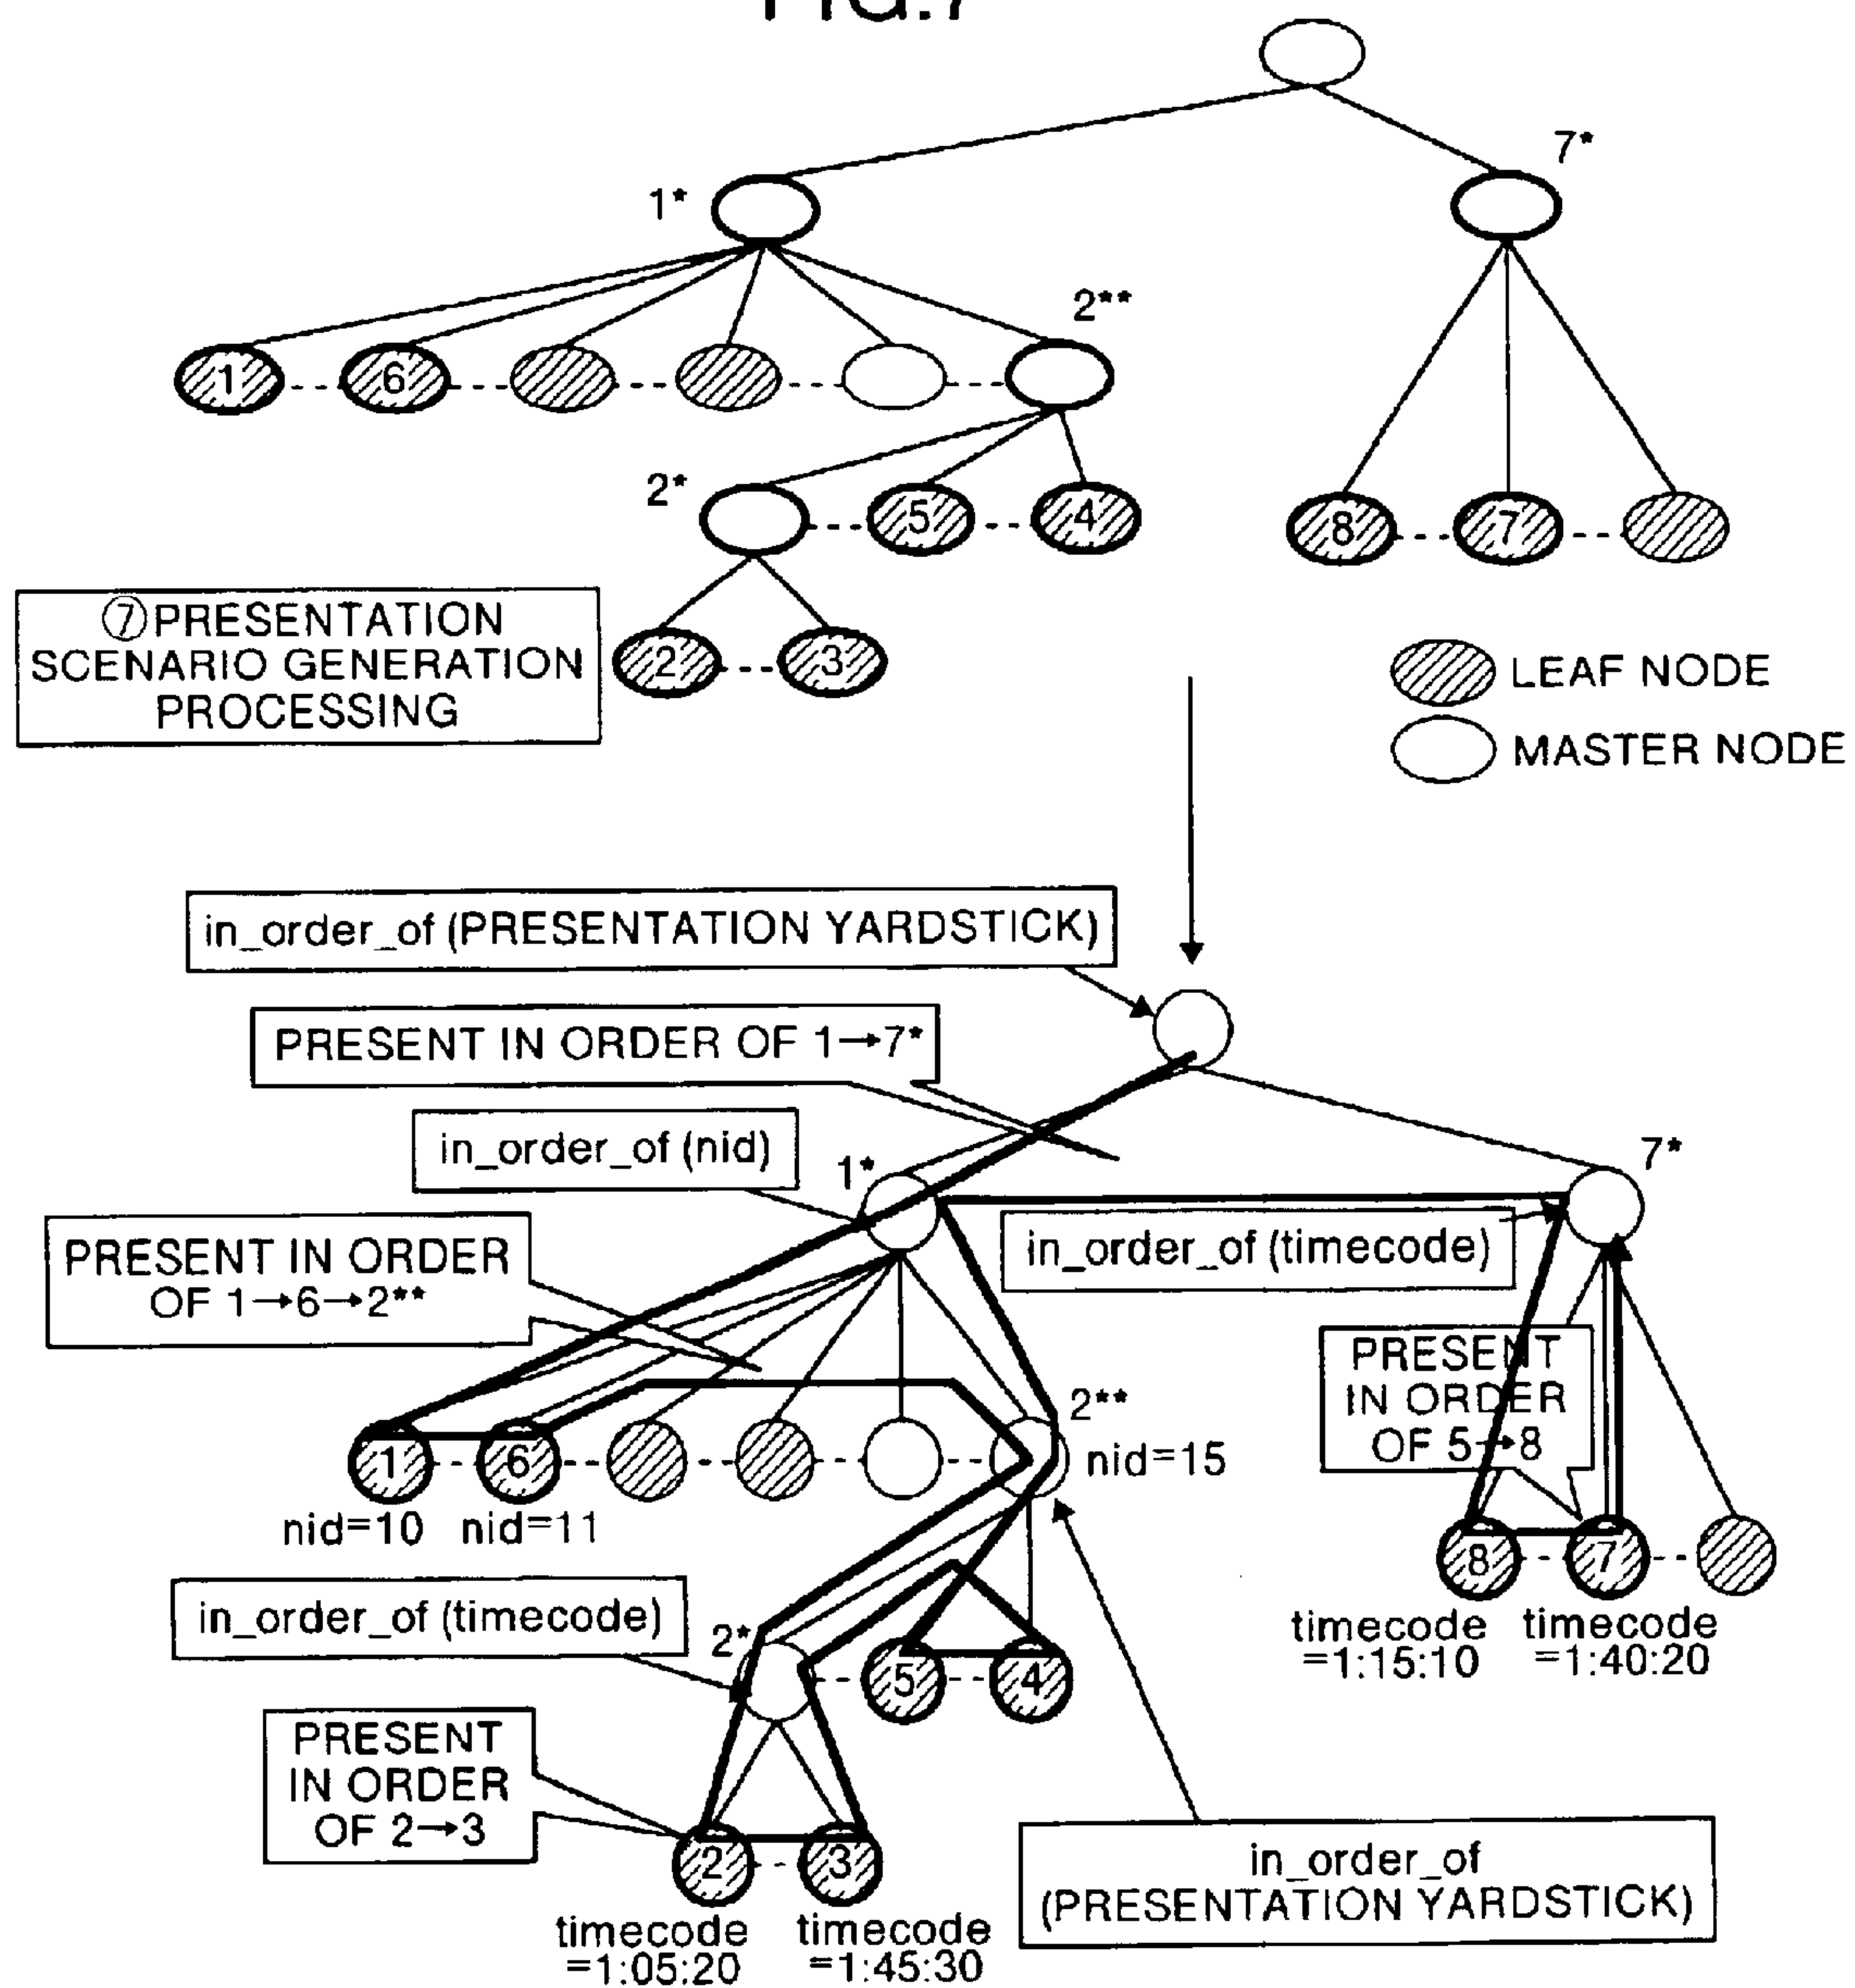 FIG.7
7*
1*
2**
1
6
2*
5
4
8
7
⑦PRESENTATION
SCENARIO GENERATION
PROCESSING
2
3
LEAF NODE
MASTER NODE
in_order_of (PRESENTATION YARDSTICK)
PRESENT IN ORDER OF 1→7*
in_order_of (nid)
1*
7*
PRESENT IN ORDER
OF 1→6→2**
in_order_of (timecode)
PRESENT
IN ORDER
OF 5→8
2**
1
6
nid=15
nid=10
nid=11
8
7
in_order_of (timecode)
2*
5
4
timecode
=1:15:10
timecode
=1:40:20
PRESENT
IN ORDER
OF 2→3
2
3
in_order_of
(PRESENTATION YARDSTICK)
timecode
=1:05:20
timecode
=1:45:30